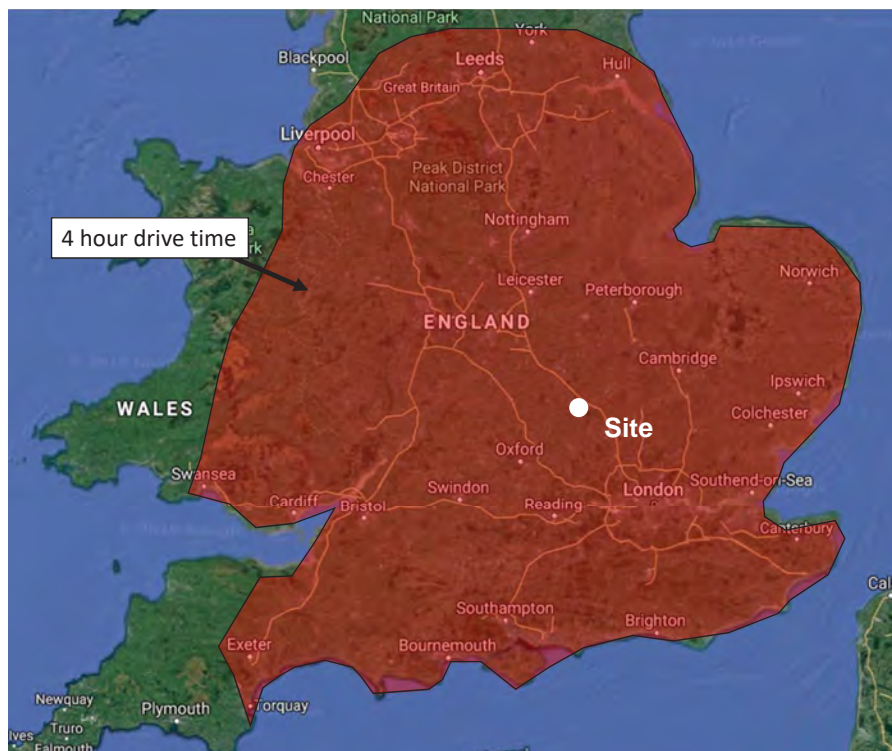 National Park
York
Blackpool
Leeds
Hull
Great Britain
Liverpool
Chester
Peak District
National Park
4 hour drive time
Nottingham
Norwich
Leicester
Peterborough
ENGLAND
Cambridge
Ipswich
WALES
Colchester
Site
Oxford
Swansea
Swindon
London
Southend-on-Sea
Cardiff
Bristol
Reading
Canterbury
Southampton
Brighton
Exeter
Bournemouth
Torquay
Newquay
Plymouth
Truro
Falmouth